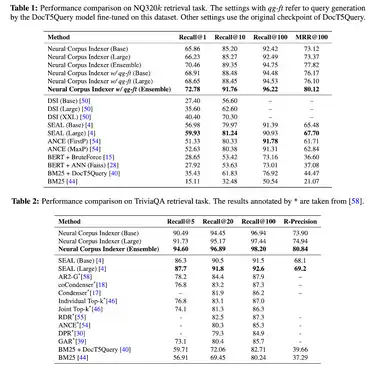 Table 1: Performance comparison on NQ320k retrieval task. The settings with qg-ft refer to query generation
by the DocT5Query model fine-tuned on this dataset. Other settings use the original checkpoint of DocT5Query.
Method Recall@1 Recall@10 Recall@100 MRR@100
Neural Corpus Indexer (Base) 65.86 85.20 92.42 73.12
Neural Corpus Indexer (Large) 66.23 85.27 92.49 73.37
Neural Corpus Indexer (Ensemble) 70.46 89.35 94.75 77.82
Neural Corpus Indexer w/ qg-ft (Base) 68.91 88.48 94.48 76.17
Neural Corpus Indexer w/ qg-ft (Large) 68.65 88.45 94.53 76.10
Neural Corpus Indexer w/ qg-ft (Ensemble) 72.78 91.76 96.22 80.12
DSI (Base) [50] 27.40 56.60 – –
DSI (Large) [50] 35.60 62.60 – –
DSI (XXL) [50] 40.40 70.30 – –
SEAL (Base) [4] 56.98 79.97 91.39 65.48
SEAL (Large) [4] 59.93 81.24 90.93 67.70
ANCE (FirstP) [54] 51.33 80.33 91.78 61.71
ANCE (MaxP) [54] 52.63 80.38 91.31 62.84
BERT + BruteForce [15] 28.65 53.42 73.16 36.60
BERT + ANN (Faiss) [28] 27.92 53.63 73.01 37.08
BM25 + DocT5Query [40] 35.43 61.83 76.92 44.47
BM25 [44] 15.11 32.48 50.54 21.07
Table 2: Performance comparison on TriviaQA retrieval task. The results annotated by * are taken from [58].
Method Recall@5 Recall@20 Recall@100 R-Precision
Neural Corpus Indexer (Base) 90.49 94.45 96.94 73.90
Neural Corpus Indexer (Large) 91.73 95.17 97.44 74.94
Neural Corpus Indexer (Ensemble) 94.60 96.89 98.20 80.84
SEAL (Base) [4] 86.3 90.5 91.5 68.1
SEAL (Large) [4] 87.7 91.8 92.6 69.2
AR2-G*[58] 78.2 84.4 87.9 –
coCondenser*[18] 76.8 83.2 87.3 –
Condenser*[17] – 81.9 86.2 –
Individual Top-k*[46] 76.8 83.1 87.0 –
Joint Top-k*[46] 74.1 81.3 86.3 –
RDR*[55] - 82.5 87.3 -
ANCE*[54] - 80.3 85.3 -
DPR*[30] - 79.3 84.9 -
GAR*[39] 73.1 80.4 85.7 -
BM25 + DocT5Query [40] 59.71 72.06 82.71 39.66
BM25 [44] 56.91 69.45 80.24 37.29